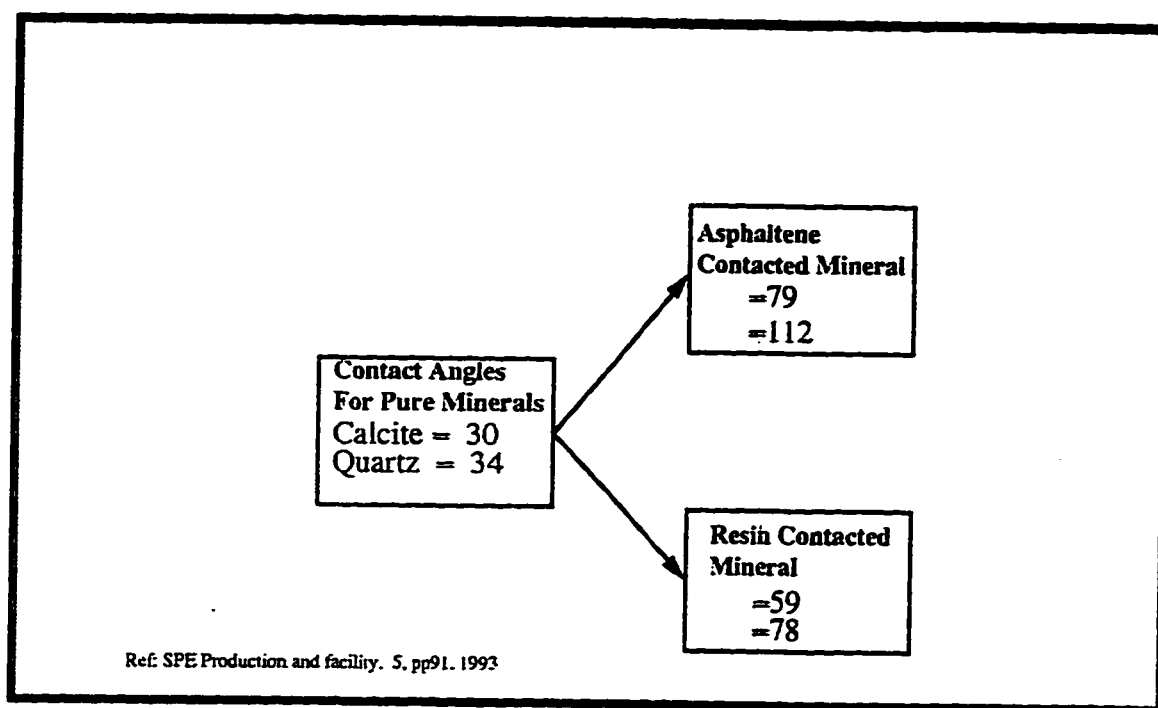 Asphaltene
Contacted Mineral
=79
=112
Contact Angles
For Pure Minerals
Calcite = 30
Quartz = 34
Resin Contacted
Mineral
=59
=78
Ref: SPE Production and facility. 5, pp91. 1993